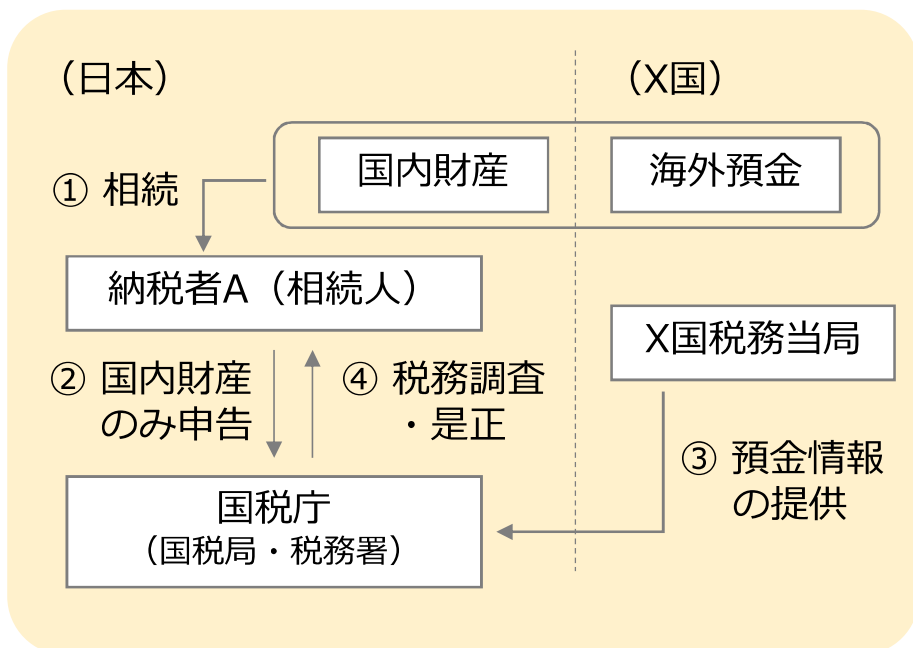 （日本）
（X国）
国内財産
海外預金
① 相続
納税者A（相続人）
X国税務当局
② 国内財産
のみ申告
④ 税務調査
・是正
③ 預金情報
の提供
国税庁
（国税局・税務署）